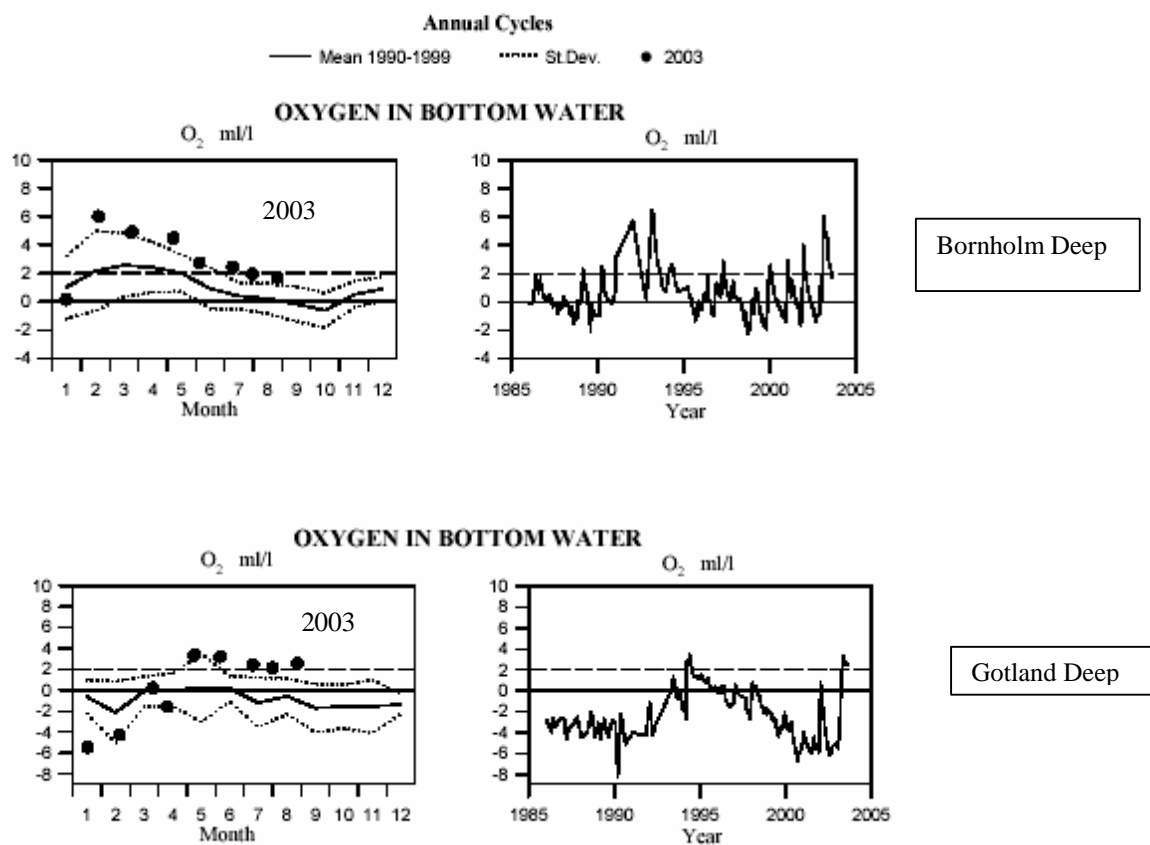 Annual Cycles
Mean 1990-1999 St.Dev. 2003
OXYGEN IN BOTTOM WATER
O2 ml/l
10
8
6
4
2
0
-2
-4
2003
1 2 3 4 5 6 7 8 9 10 11 12
Month
O2 ml/l
10
8
6
4
2
0
-2
-4
1985 1990 1995 2000 2005
Year
Bornholm Deep
OXYGEN IN BOTTOM WATER
O2 ml/l
10
8
6
4
2
0
-2
-4
-6
-8
2003
1 2 3 4 5 6 7 8 9 10 11 12
Month
O2 ml/l
10
8
6
4
2
0
-2
-4
-6
-8
1985 1990 1995 2000 2005
Year
Gotland Deep